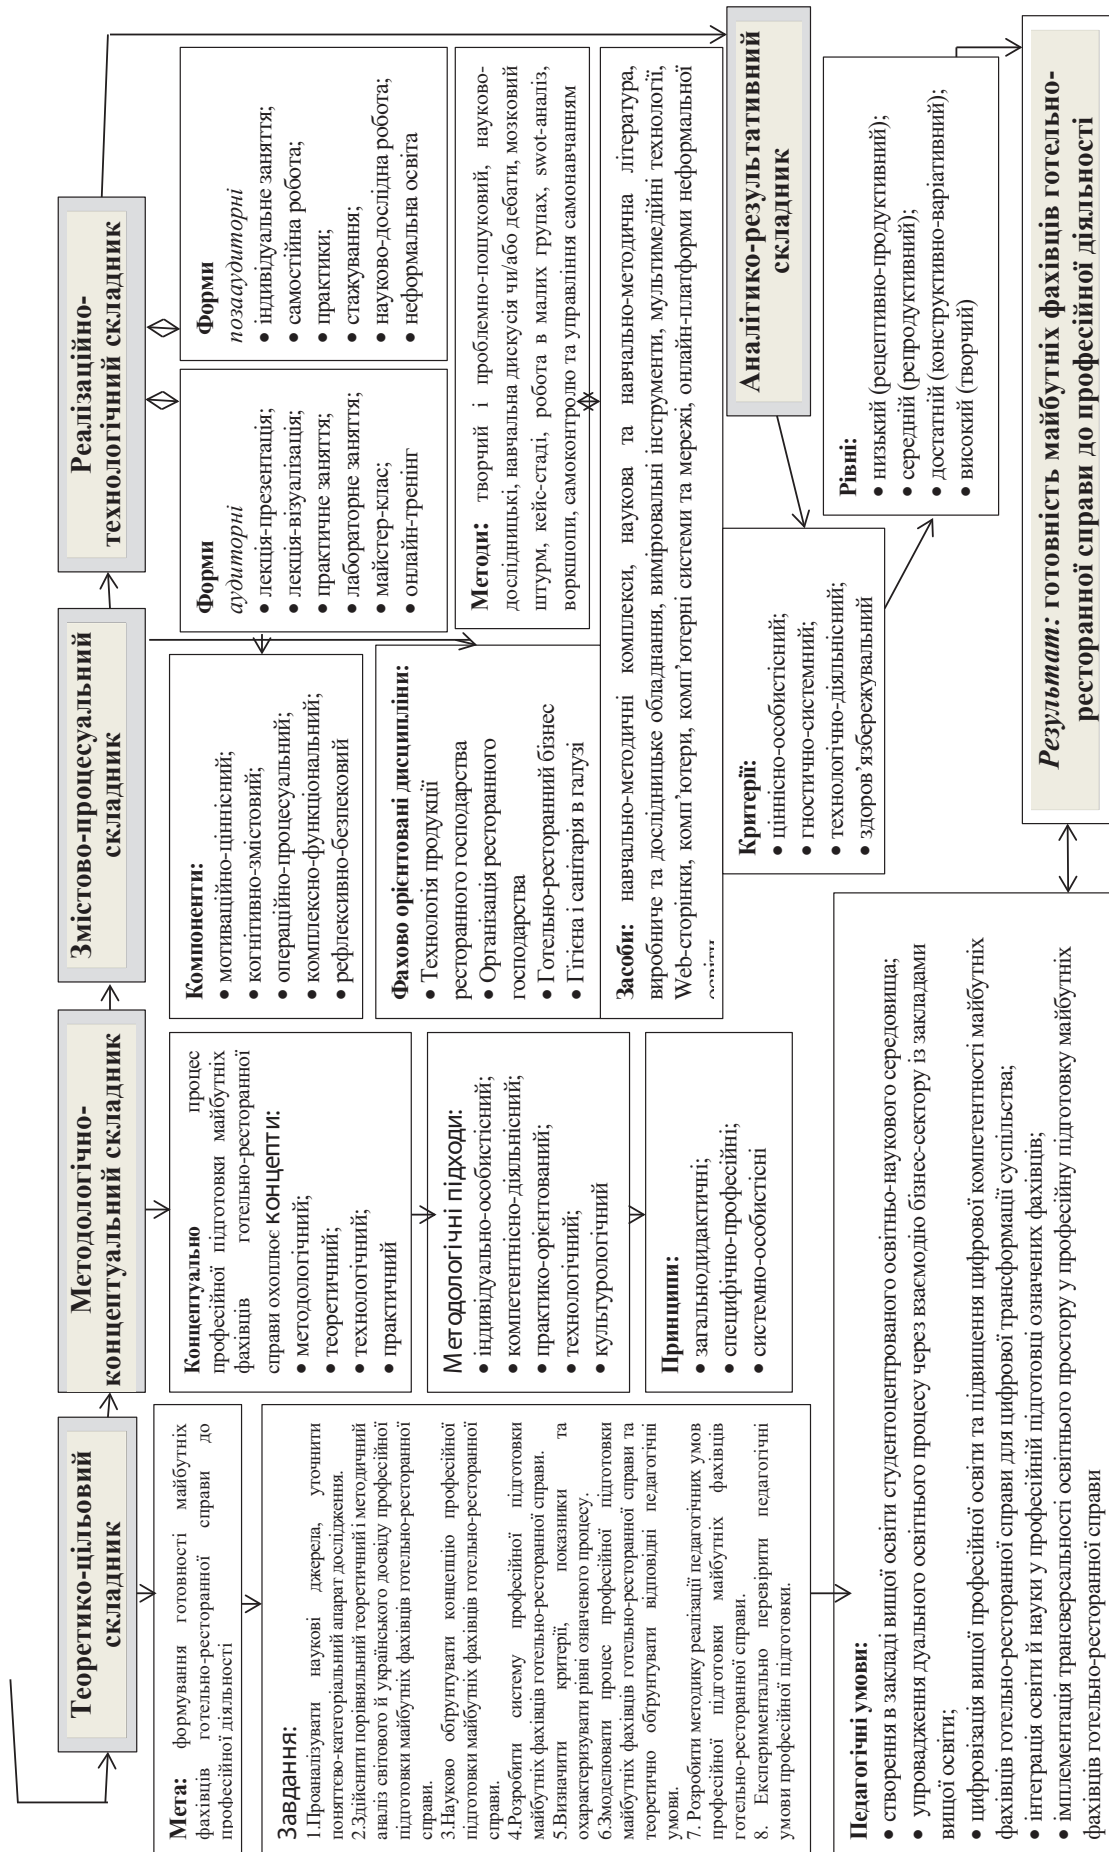 Теоретико-цільовий
складник
Методологічно-
концептуальний складник
Змістово-процесуальний
складник
Реалізаційно-
технологічний складник
Мета: формування готовності майбутніх
фахівців готельно-ресторанної справи до
професійної діяльності
Завдання:
1.Проаналізувати наукові джерела, уточнити
поняттєво-категоріальний апарат дослідження.
2.Здійснити порівняльний теоретичний і методичний
аналіз світового й українського досвіду професійної
підготовки майбутніх фахівців готельно-ресторанної
справи.
3.Науково обґрунтувати концепцію професійної
підготовки майбутніх фахівців готельно-ресторанної
справи.
4.Розробити систему професійної підготовки
майбутніх фахівців готельно-ресторанної справи.
5.Визначити критерії, показники та
охарактеризувати рівні означеного процесу.
6.Змоделювати процес професійної підготовки
майбутніх фахівців готельно-ресторанної справи та
теоретично обґрунтувати відповідні педагогічні
умови.
7. Розробити методику реалізації педагогічних умов
професійної підготовки майбутніх фахівців
готельно-ресторанної справи.
8. Експериментально перевірити педагогічні
умови професійної підготовки.
Концептуально процес
професійної підготовки майбутніх
фахівців готельно-ресторанної
справи охоплює концепти:
• методологічний;
• теоретичний;
• технологічний;
• практичний
Методологічні підходи:
• індивідуально-особистісний;
• компетентнісно-діяльнісний;
• практико-орієнтований;
• технологічний;
• культурологічний
Принципи:
• загальнодидактичні;
• специфічно-професійні;
• системно-особистісні
Компоненти:
• мотиваційно-ціннісний;
• когнітивно-змістовий;
• операційно-процесуальний;
• комплексно-функціональний;
• рефлексивно-безпековий
Фахово орієнтовані дисципліни:
• Технологія продукції
ресторанного господарства
• Організація ресторанного
господарства
• Готельно-ресторанний бізнес
• Гігієна і санітарія в галузі
Форми
аудиторні
• лекція-презентація;
• лекція-візуалізація;
• практичне заняття;
• лабораторне заняття;
• майстер-клас;
• онлайн-тренінг
Форми
позааудиторні
• індивідуальне заняття;
• самостійна робота;
• практики;
• стажування;
• науково-дослідна робота;
• неформальна освіта
Методи: творчий і проблемно-пошуковий, науково-
дослідницькі, навчальна дискусія чи/або дебати, мозковий
штурм, кейс-стаді, робота в малих групах, swot-аналіз,
воркшопи, самоконтролю та управління самонавчанням
Засоби: навчально-методичні комплекси, наукова та навчально-методична література,
виробниче та дослідницьке обладнання, вимірювальні інструменти, мультимедійні технології,
Web-сторінки, комп'ютери, комп'ютерні системи та мережі, онлайн-платформи неформальної
освіти
Аналітико-результативний
складник
Критерії:
• ціннісно-особистісний;
• гностично-системний;
• технологічно-діяльнісний;
• здоров'язбережувальний
Рівні:
• низький (рецептивно-продуктивний);
• середній (репродуктивний);
• достатній (конструктивно-варіативний);
• високий (творчий)
Педагогічні умови:
• створення в закладі вищої освіти студентоцентрованого освітньо-наукового середовища;
• упровадження дуального освітнього процесу через взаємодію бізнес-сектору із закладами
вищої освіти;
• цифровізація вищої професійної освіти та підвищення цифрової компетентності майбутніх
фахівців готельно-ресторанної справи для цифрової трансформації суспільства;
• інтеграція освіти й науки у професійній підготовці означених фахівців;
• імплементація трансверсальності освітнього простору у професійну підготовку майбутніх
фахівців готельно-ресторанної справи
Результат: готовність майбутніх фахівців готельно-
ресторанної справи до професійної діяльності